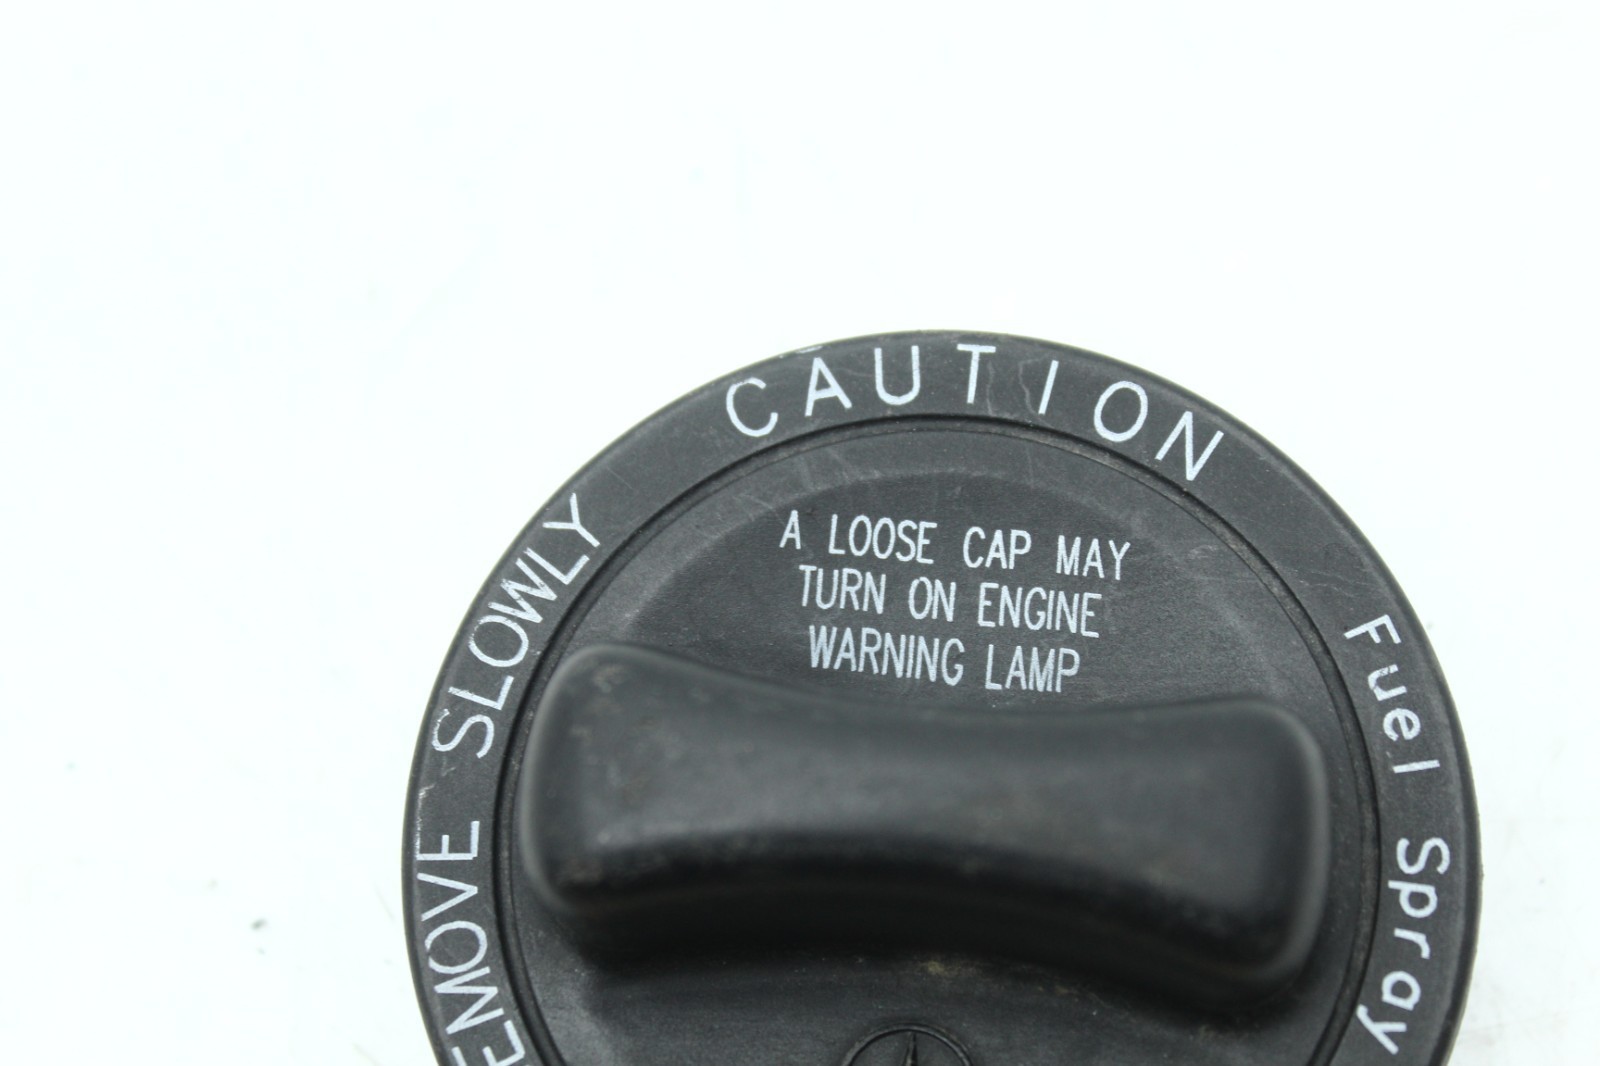 CAUTION
A LOOSE CAP MAY
TURN ON ENGINE
WARNING LAMP
EMOVE SLOWLY
Fuel Spray